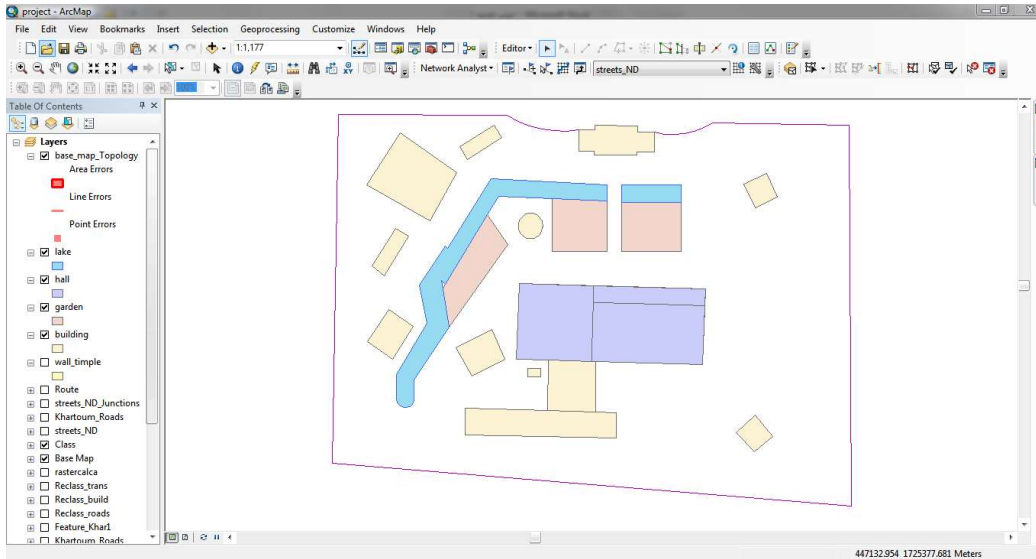 project - ArcMap
File Edit View Bookmarks Insert Selection Geoprocessing Customize Windows Help
1:1,177 Editor
Network Analyst streets_ND
Table Of Contents
Layers
base_map_Topology
Area Errors
Line Errors
Point Errors
lake
hall
garden
building
wall_timple
Route
streets_ND_Junctions
Khartoum_Roads
streets_ND
Class
Base Map
rastercalca
Reclass_trans
Reclass_build
Reclass_roads
Feature_Khar1
Khartoum_Roads
447132.954 1725377.681 Meters